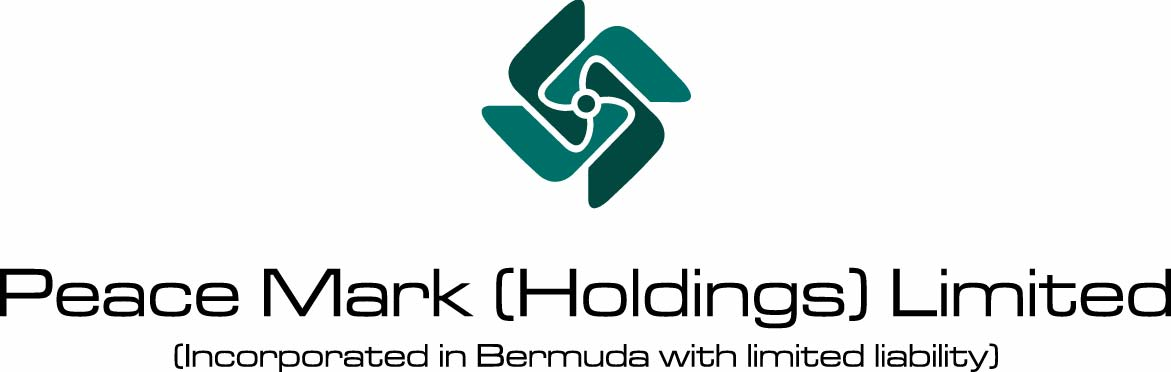 Peace Mark (Holdings) Limited
(Incorporated in Bermuda with limited liability)